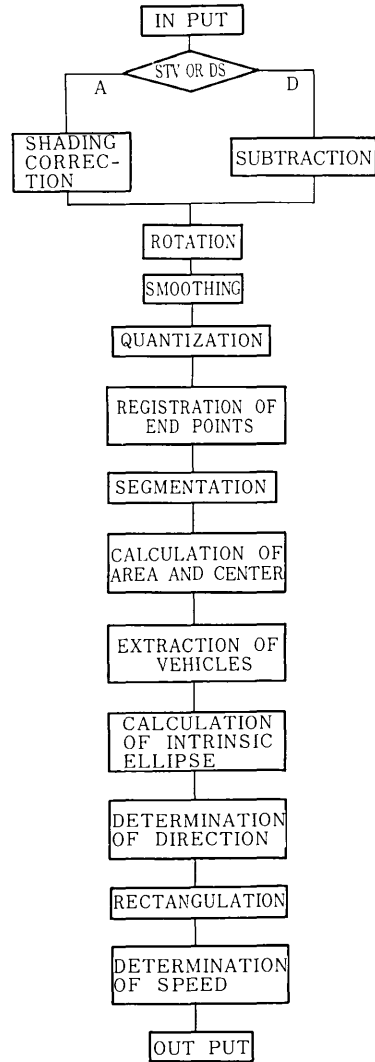 IN PUT
STV OR DS
A
D
SHADING
CORREC-
TION
SUBTRACTION
ROTATION
SMOOTHING
QUANTIZATION
REGISTRATION OF
END POINTS
SEGMENTATION
CALCULATION OF
AREA AND CENTER
EXTRACTION OF
VEHICLES
CALCULATION
OF INTRINSIC
ELLIPSE
DETERMINATION
OF DIRECTION
RECTANGULATION
DETERMINATION
OF SPEED
OUT PUT